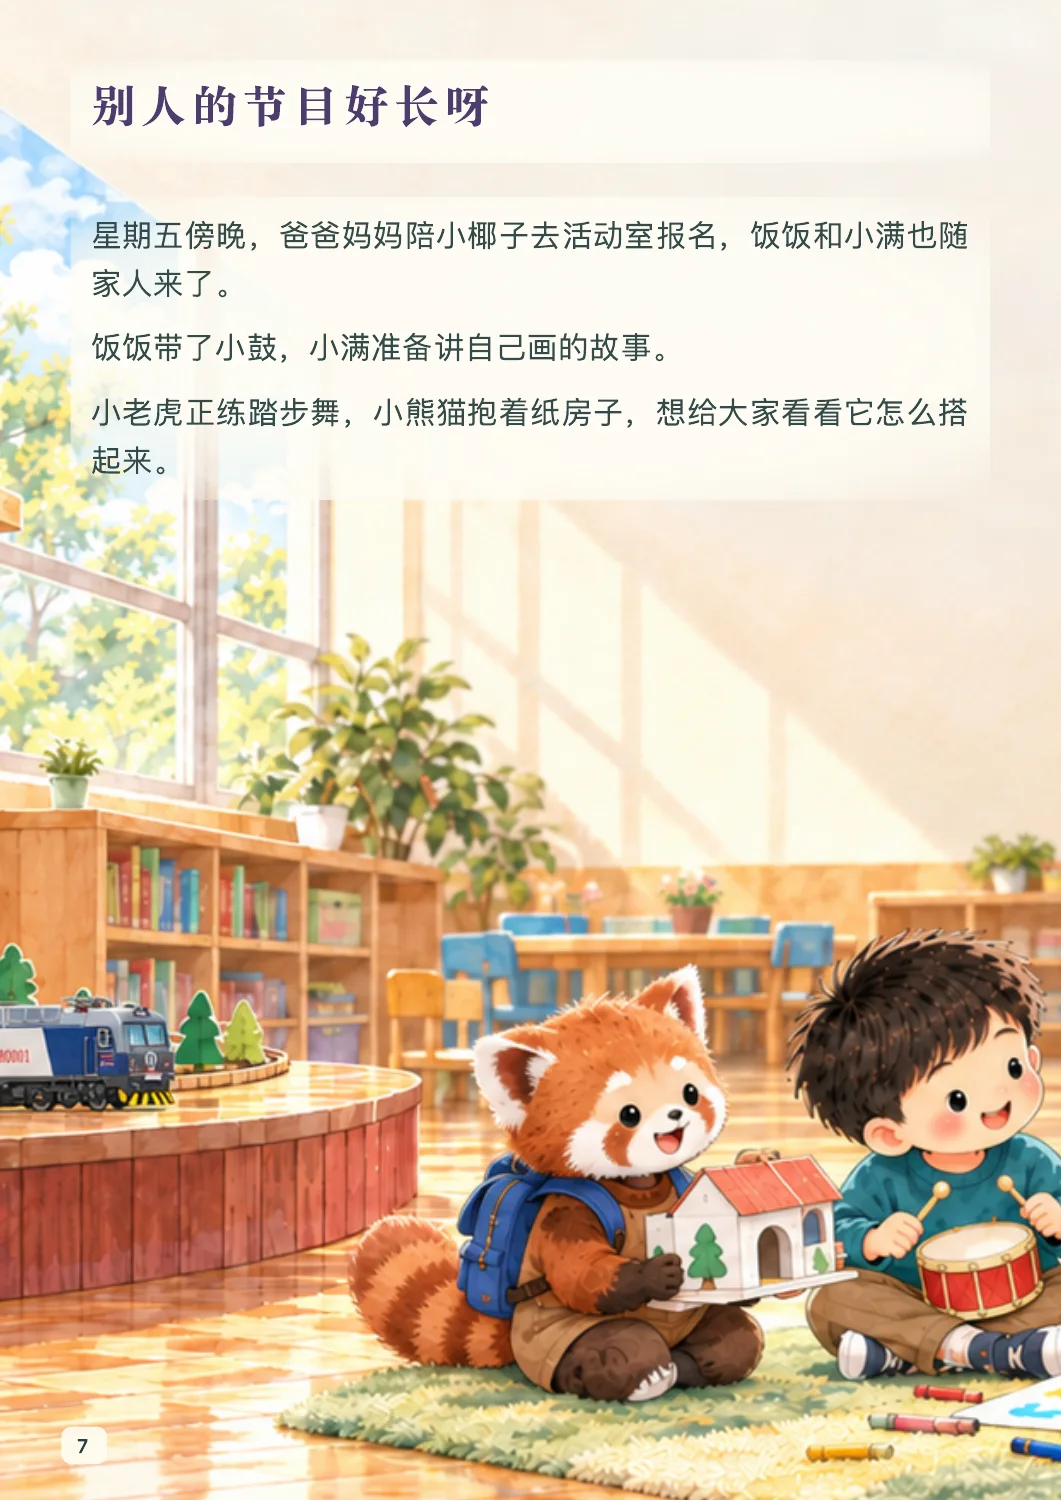 别人的节目好长呀
星期五傍晚，爸爸妈妈陪小椰子去活动室报名，饭饭和小满也随
家人来了。
饭饭带了小鼓，小满准备讲自己画的故事。
小老虎正练踏步舞，小熊猫抱着纸房子，想给大家看看它怎么搭
起来。
0001
7